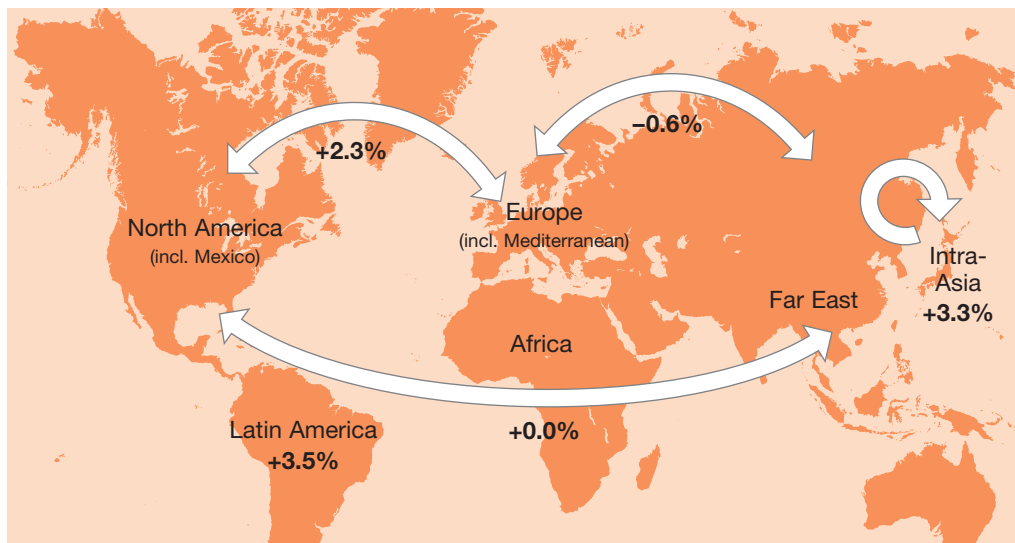 –0.6%
+2.3%
Europe
(incl. Mediterranean)
North America
(incl. Mexico)
Intra-
Asia
+3.3%
Far East
Africa
Latin America
+3.5%
+0.0%